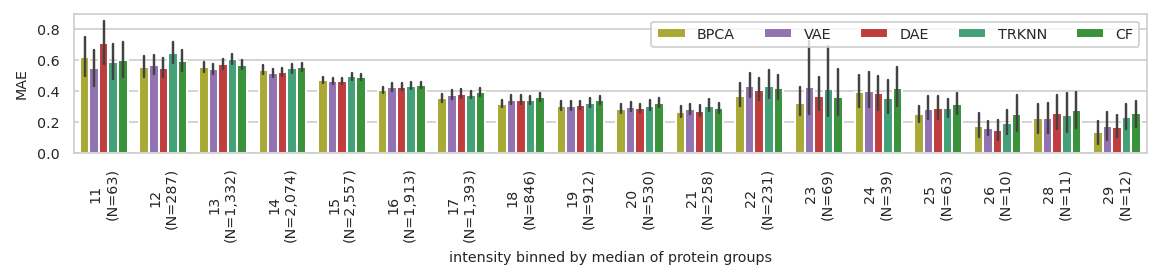 BPCA VAE DAE TRKNN CF
MAE
0.8
0.6
0.4
0.2
0.0
11
(N=63)
12
(N=287)
13
(N=1,332)
14
(N=2,074)
15
(N=2,557)
16
(N=1,913)
17
(N=1,393)
18
(N=846)
19
(N=912)
20
(N=530)
21
(N=258)
22
(N=231)
23
(N=69)
24
(N=39)
25
(N=63)
26
(N=10)
28
(N=11)
29
(N=12)
intensity binned by median of protein groups